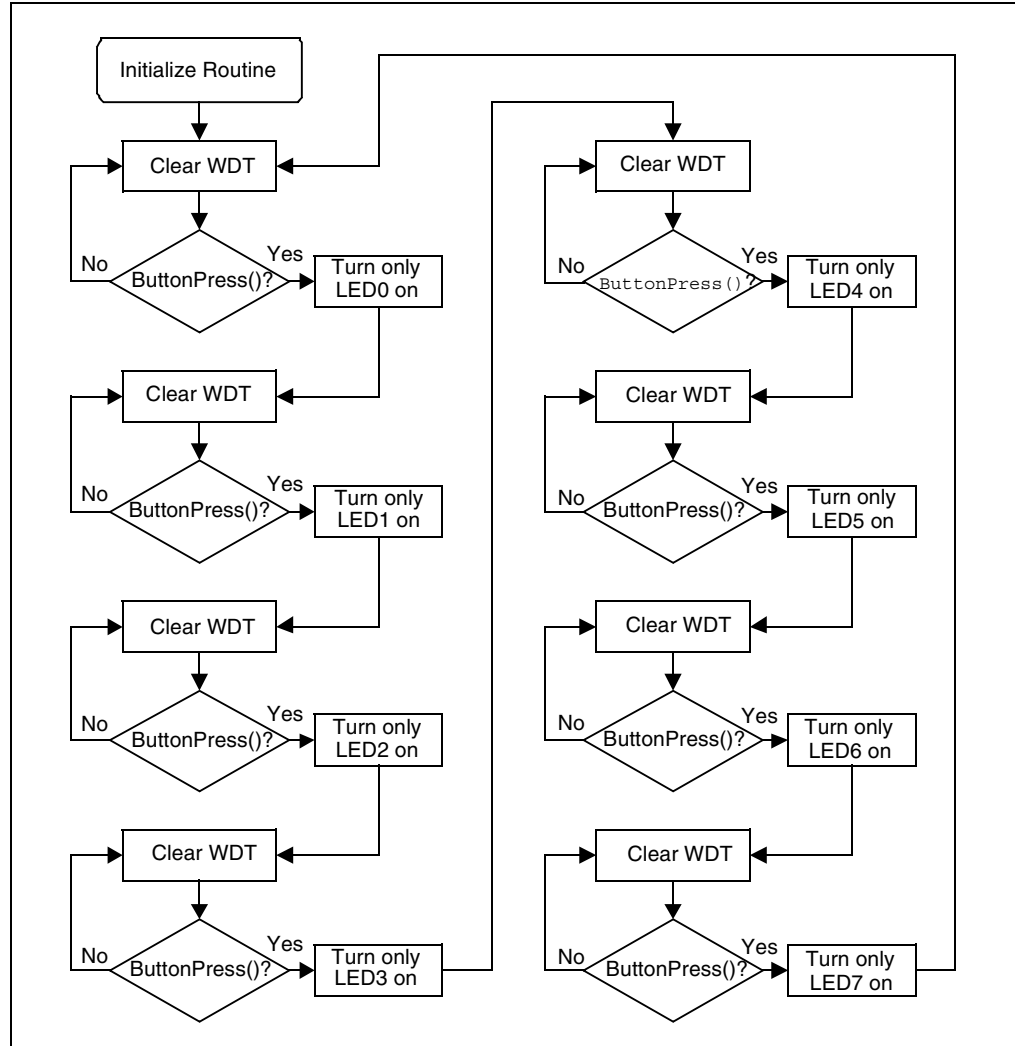 Initialize Routine
Clear WDT
ButtonPress()?
No
Yes
Turn only
LED0 on
Clear WDT
ButtonPress()?
No
Yes
Turn only
LED1 on
Clear WDT
ButtonPress()?
No
Yes
Turn only
LED2 on
Clear WDT
ButtonPress()?
No
Yes
Turn only
LED3 on
Clear WDT
ButtonPress()?
No
Yes
Turn only
LED4 on
Clear WDT
ButtonPress()?
No
Yes
Turn only
LED5 on
Clear WDT
ButtonPress()?
No
Yes
Turn only
LED6 on
Clear WDT
ButtonPress()?
No
Yes
Turn only
LED7 on